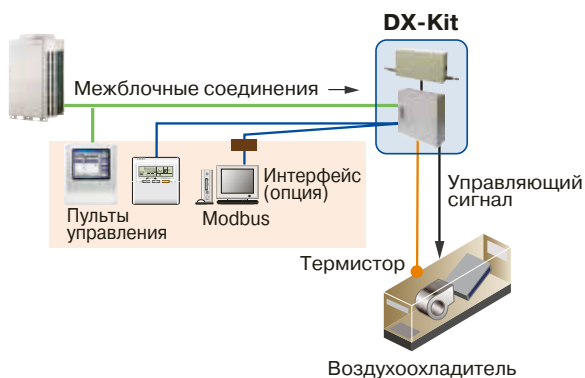 DX-Kit
Межблочные соединения
Интерфейс
(опция)
Modbus
Пульты
управления
Управляющий
сигнал
Термистор
Воздухоохладитель